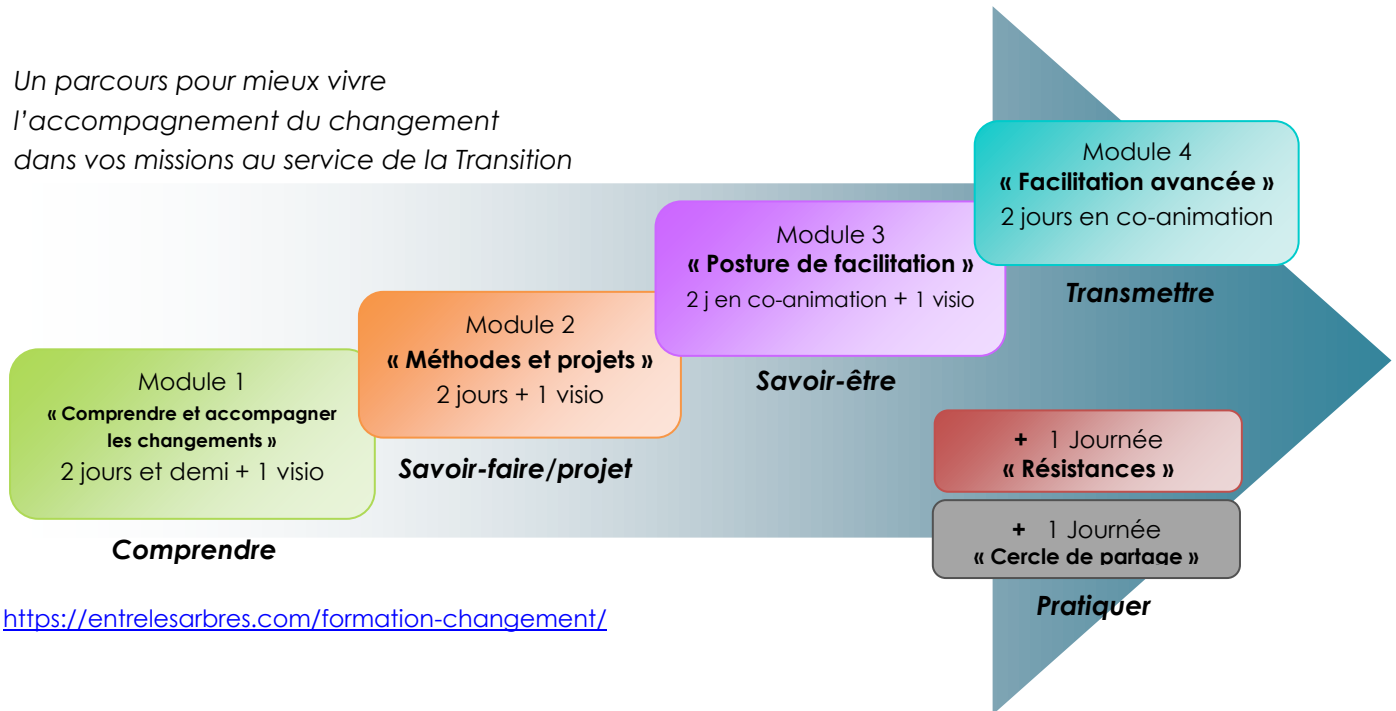 Un parcours pour mieux vivre
l’accompagnement du changement
dans vos missions au service de la Transition
Module 1
« Comprendre et accompagner
les changements »
2 jours et demi + 1 visio
Comprendre
Module 2
« Méthodes et projets »
2 jours + 1 visio
Savoir-faire/projet
Module 3
« Posture de facilitation »
2 j en co-animation + 1 visio
Savoir-être
Module 4
« Facilitation avancée »
2 jours en co-animation
Transmettre
+ 1 Journée
« Résistances »
+ 1 Journée
« Cercle de partage »
Pratiquer
https://entrelesarbres.com/formation-changement/